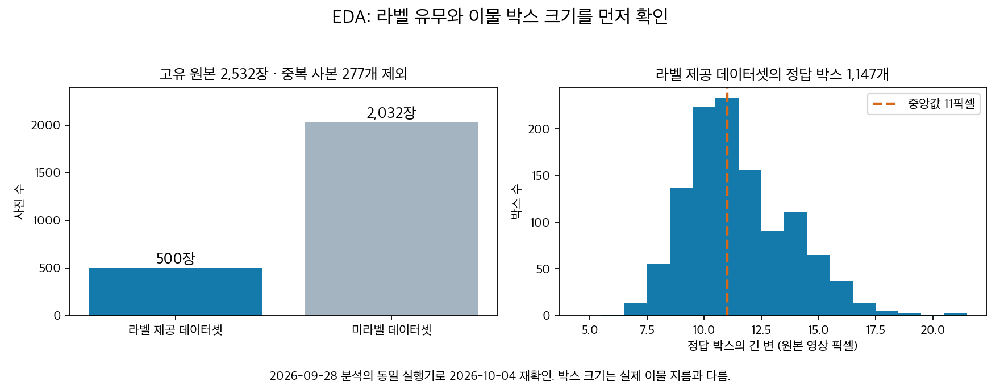 EDA: 라벨 유무와 이물 박스 크기를 먼저 확인
고유 원본 2,532장 · 중복 사본 277개 제외
사진 수
2000
1500
1000
500
0
2,032장
500장
라벨 제공 데이터셋
미라벨 데이터셋
라벨 제공 데이터셋의 정답 박스 1,147개
중앙값 11픽셀
박스 수
200
150
100
50
0
5.0
7.5
10.0
12.5
15.0
17.5
20.0
정답 박스의 긴 변 (원본 영상 픽셀)
2026-09-28 분석의 동일 실행기로 2026-10-04 재확인. 박스 크기는 실제 이물 지름과 다름.